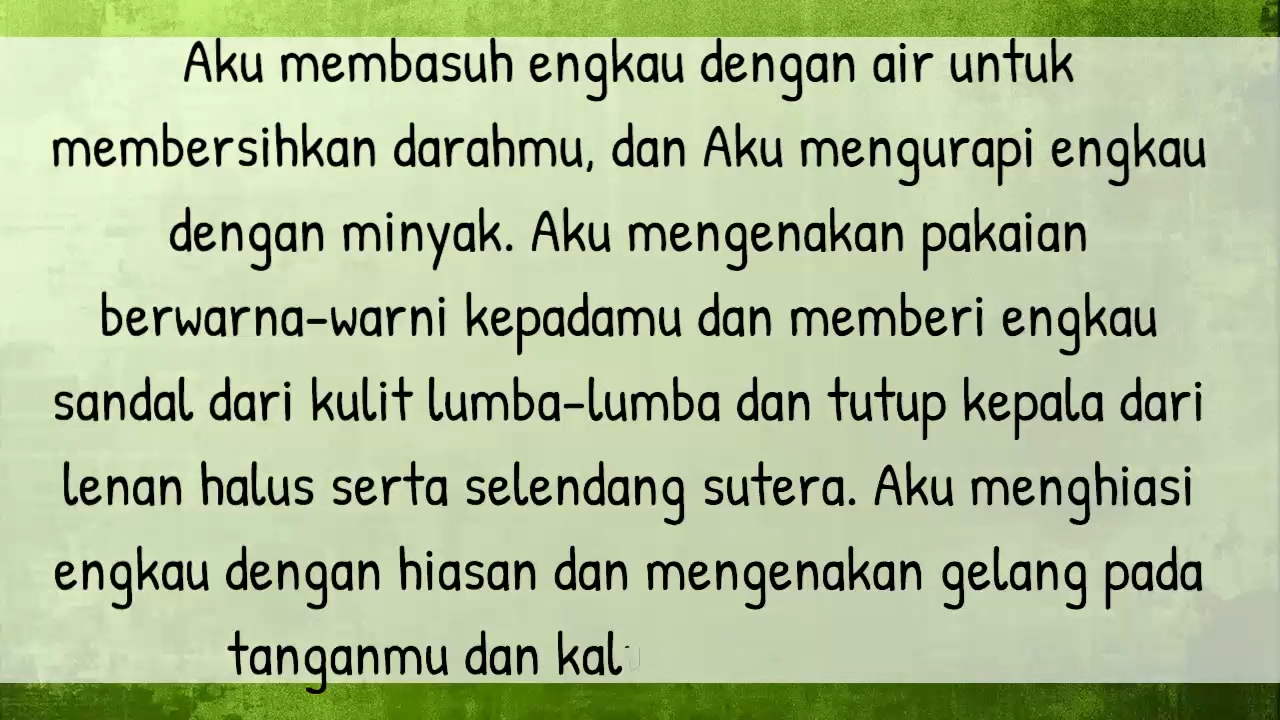 Aku membasuh engkau dengan air untuk
membersihkan darahmu, dan Aku mengurapi engkau
dengan minyak. Aku mengenakan pakaian
berwarna-warni kepadamu dan memberi engkau
sandal dari kulit lumba-lumba dan tutup kepala dari
lenan halus serta selendang sutera. Aku menghiasi
engkau dengan hiasan dan mengenakan gelang pada
tanganmu dan kal